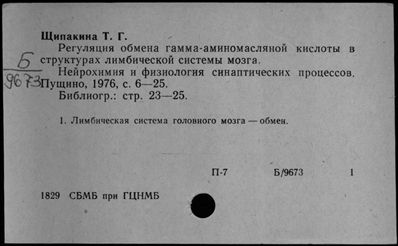 Щипакина Т. Г.
Регуляция обмена гамма-аминомасляной кислоты в
структурах лимбической системы мозга.
Нейрохимия и физиология синаптических процессов,
Пущино, 1976, с. 6—25.
Библиогр.: стр. 23—25.
Б
9673
1. Лимбическая система головного мозга — обмен.
П-7 Б/9673 1
1829 СБМБ при ГЦНМБ